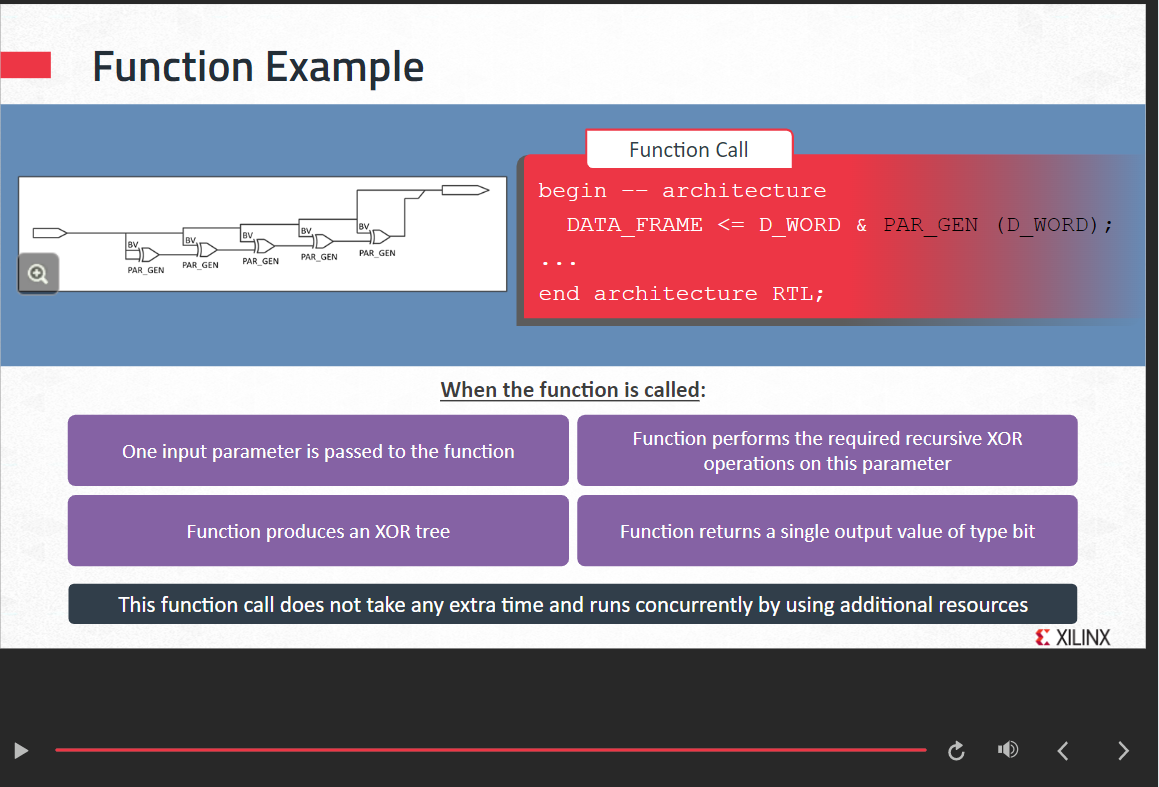 Function Example
Function Call
begin -- architecture
DATA_FRAME <= D_WORD & PAR_GEN (D_WORD);
...
end architecture RTL;
BV
PAR_GEN
BV
PAR_GEN
BV
PAR_GEN
BV
PAR_GEN
BV
PAR_GEN
When the function is called:
One input parameter is passed to the function
Function performs the required recursive XOR
operations on this parameter
Function produces an XOR tree
Function returns a single output value of type bit
This function call does not take any extra time and runs concurrently by using additional resources
XILINX